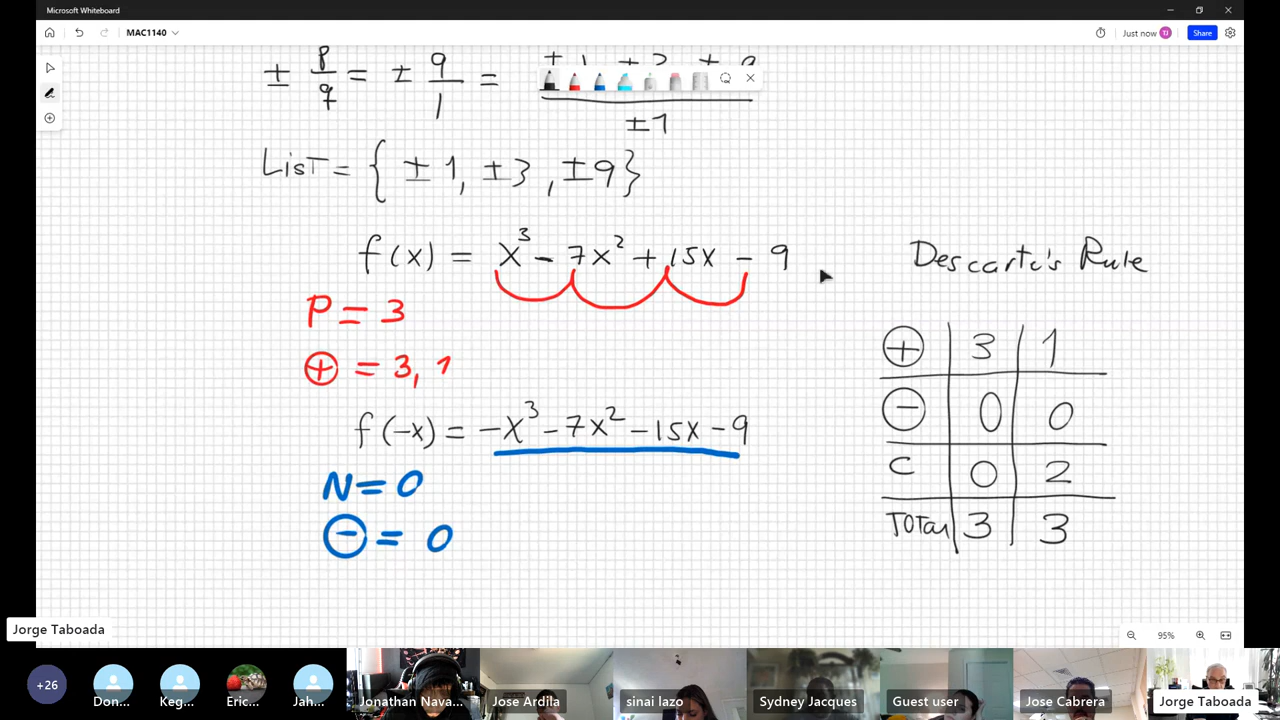 Microsoft Whiteboard
MAC1140
Just now TJ Share
± p/q = ± 9/1 =
±1
LisT = { ± 1, ± 3, ± 9}
f(x) = x³ - 7x² + 15x - 9
Descarte's Rule
P = 3
⊕ = 3, 1
f(-x) = -x³ - 7x² - 15x - 9
N = 0
⊖ = 0
⊕ 3 1
⊖ 0 0
C 0 2
TOTal 3 3
95%
Jorge Taboada
+26
Don...
Keg...
Eric...
Jah...
Jonathan Nava...
Jose Ardila
sinai lazo
Sydney Jacques
Guest user
Jose Cabrera
Jorge Taboada